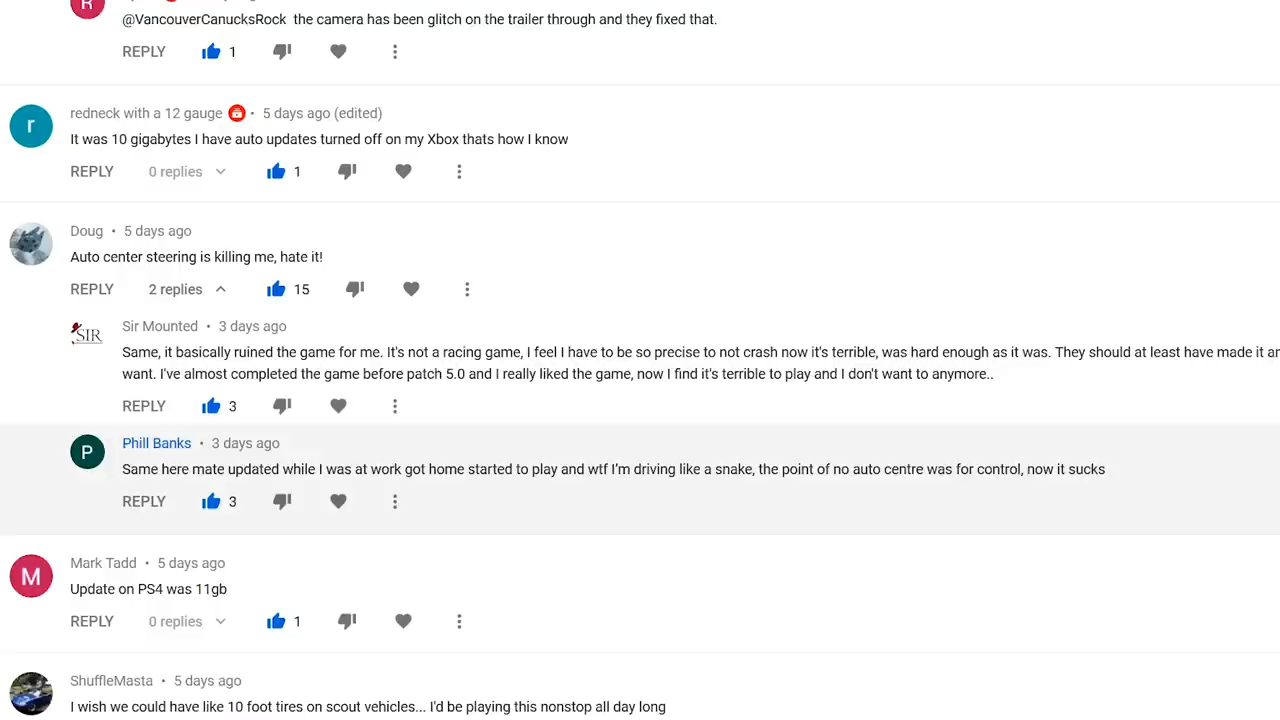 R
@VancouverCanucksRock the camera has been glitch on the trailer through and they fixed that.
REPLY 1
r
redneck with a 12 gauge • 5 days ago (edited)
It was 10 gigabytes I have auto updates turned off on my Xbox thats how I know
REPLY 0 replies 1
Doug • 5 days ago
Auto center steering is killing me, hate it!
REPLY 2 replies 15
SIR
Sir Mounted • 3 days ago
Same, it basically ruined the game for me. It's not a racing game, I feel I have to be so precise to not crash now it's terrible, was hard enough as it was. They should at least have made it
want. I've almost completed the game before patch 5.0 and I really liked the game, now I find it's terrible to play and I don't want to anymore..
REPLY 3
P
Phill Banks • 3 days ago
Same here mate updated while I was at work got home started to play and wtf I'm driving like a snake, the point of no auto centre was for control, now it sucks
REPLY 3
M
Mark Tadd • 5 days ago
Update on PS4 was 11gb
REPLY 0 replies 1
ShuffleMasta • 5 days ago
I wish we could have like 10 foot tires on scout vehicles... I'd be playing this nonstop all day long